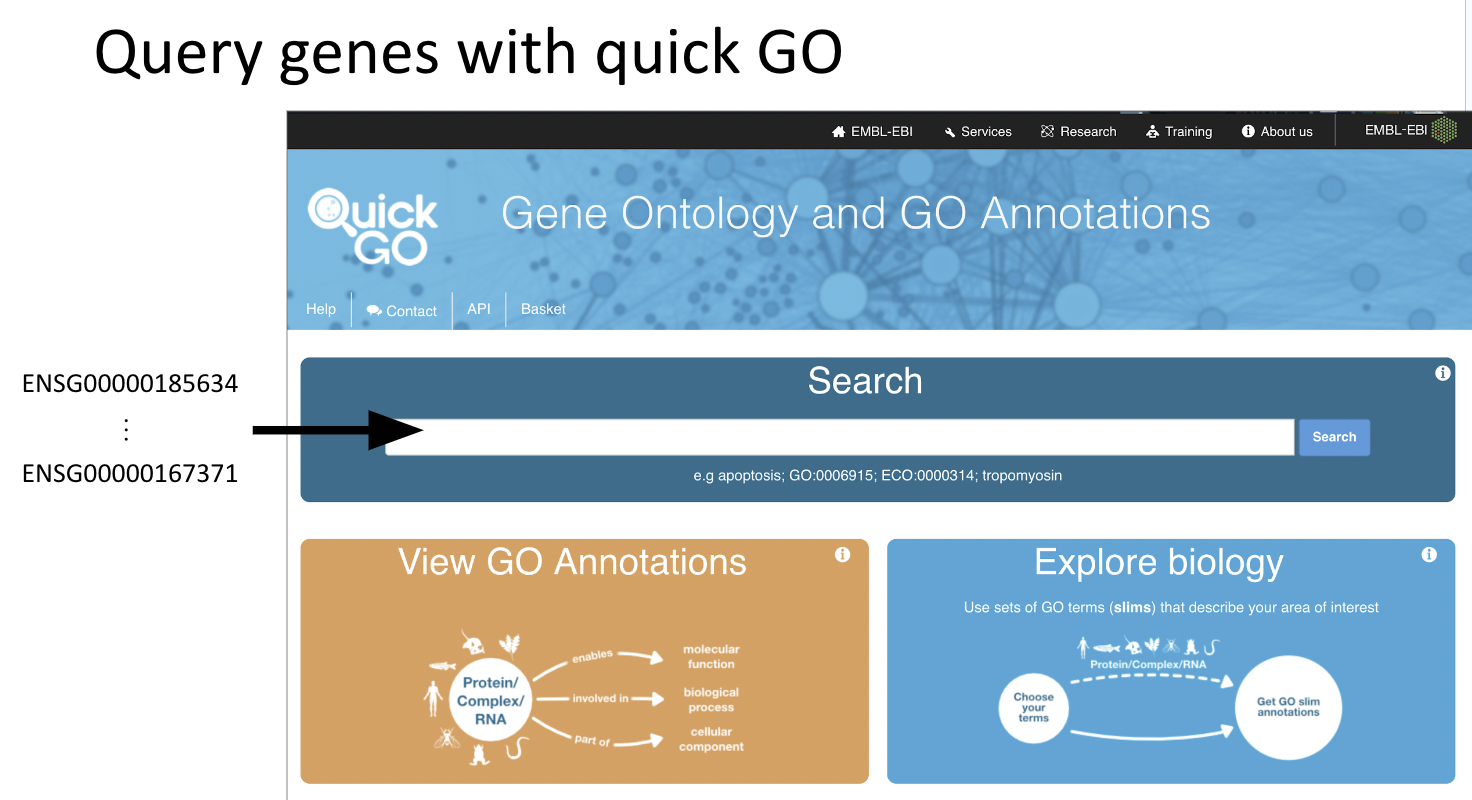 Query genes with quick GO
EMBL-EBI
Services
Research
Training
About us
EMBL-EBI
Quick
GO
Gene Ontology and GO Annotations
Help
Contact
API
Basket
ENSG00000185634
⋮
ENSG00000167371
Search
Search
e.g apoptosis; GO:0006915; ECO:0000314; tropomyosin
View GO Annotations
Protein/
Complex/
RNA
enables
molecular
function
involved in
biological
process
part of
cellular
component
Explore biology
Use sets of GO terms (slims) that describe your area of interest
Protein/Complex/RNA
Choose
your
terms
Get GO slim
annotations